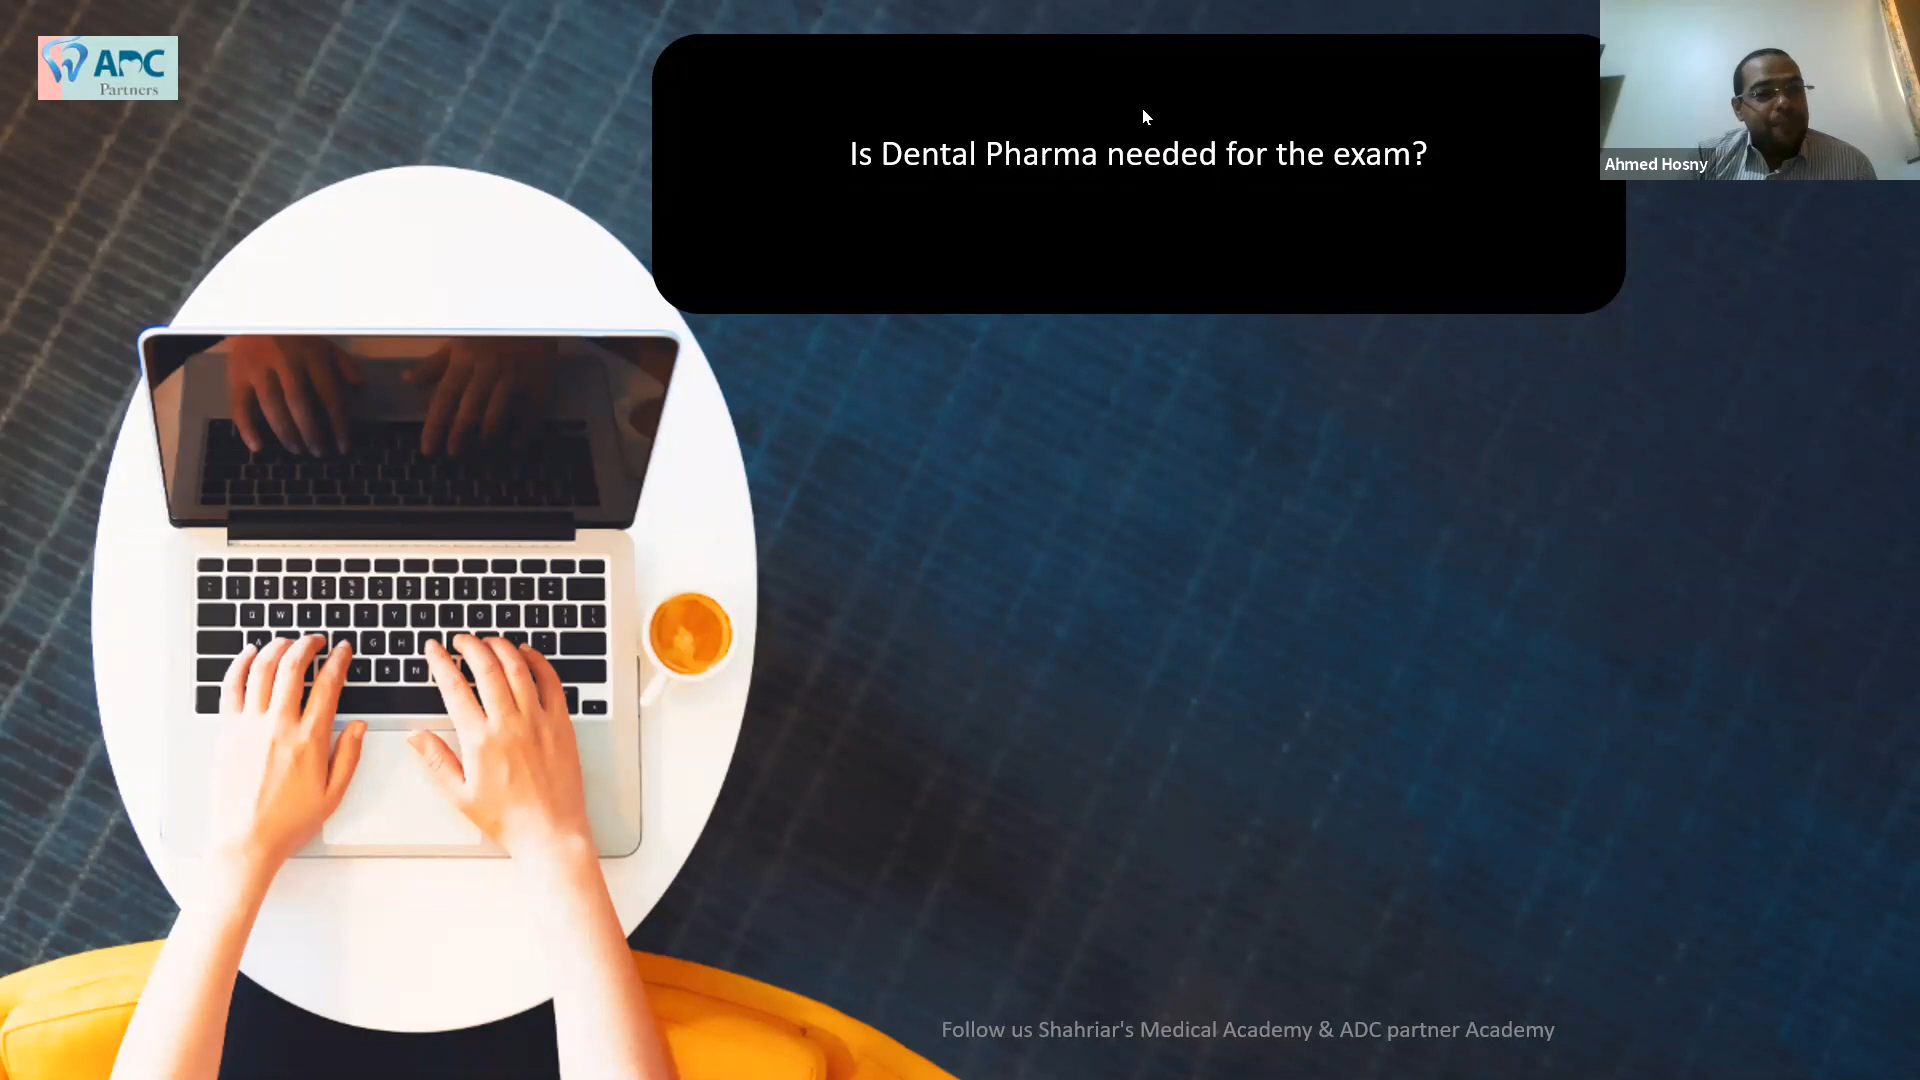 ADC
Partners
Is Dental Pharma needed for the exam?
Ahmed Hosny
Follow us Shahriar's Medical Academy & ADC partner Academy